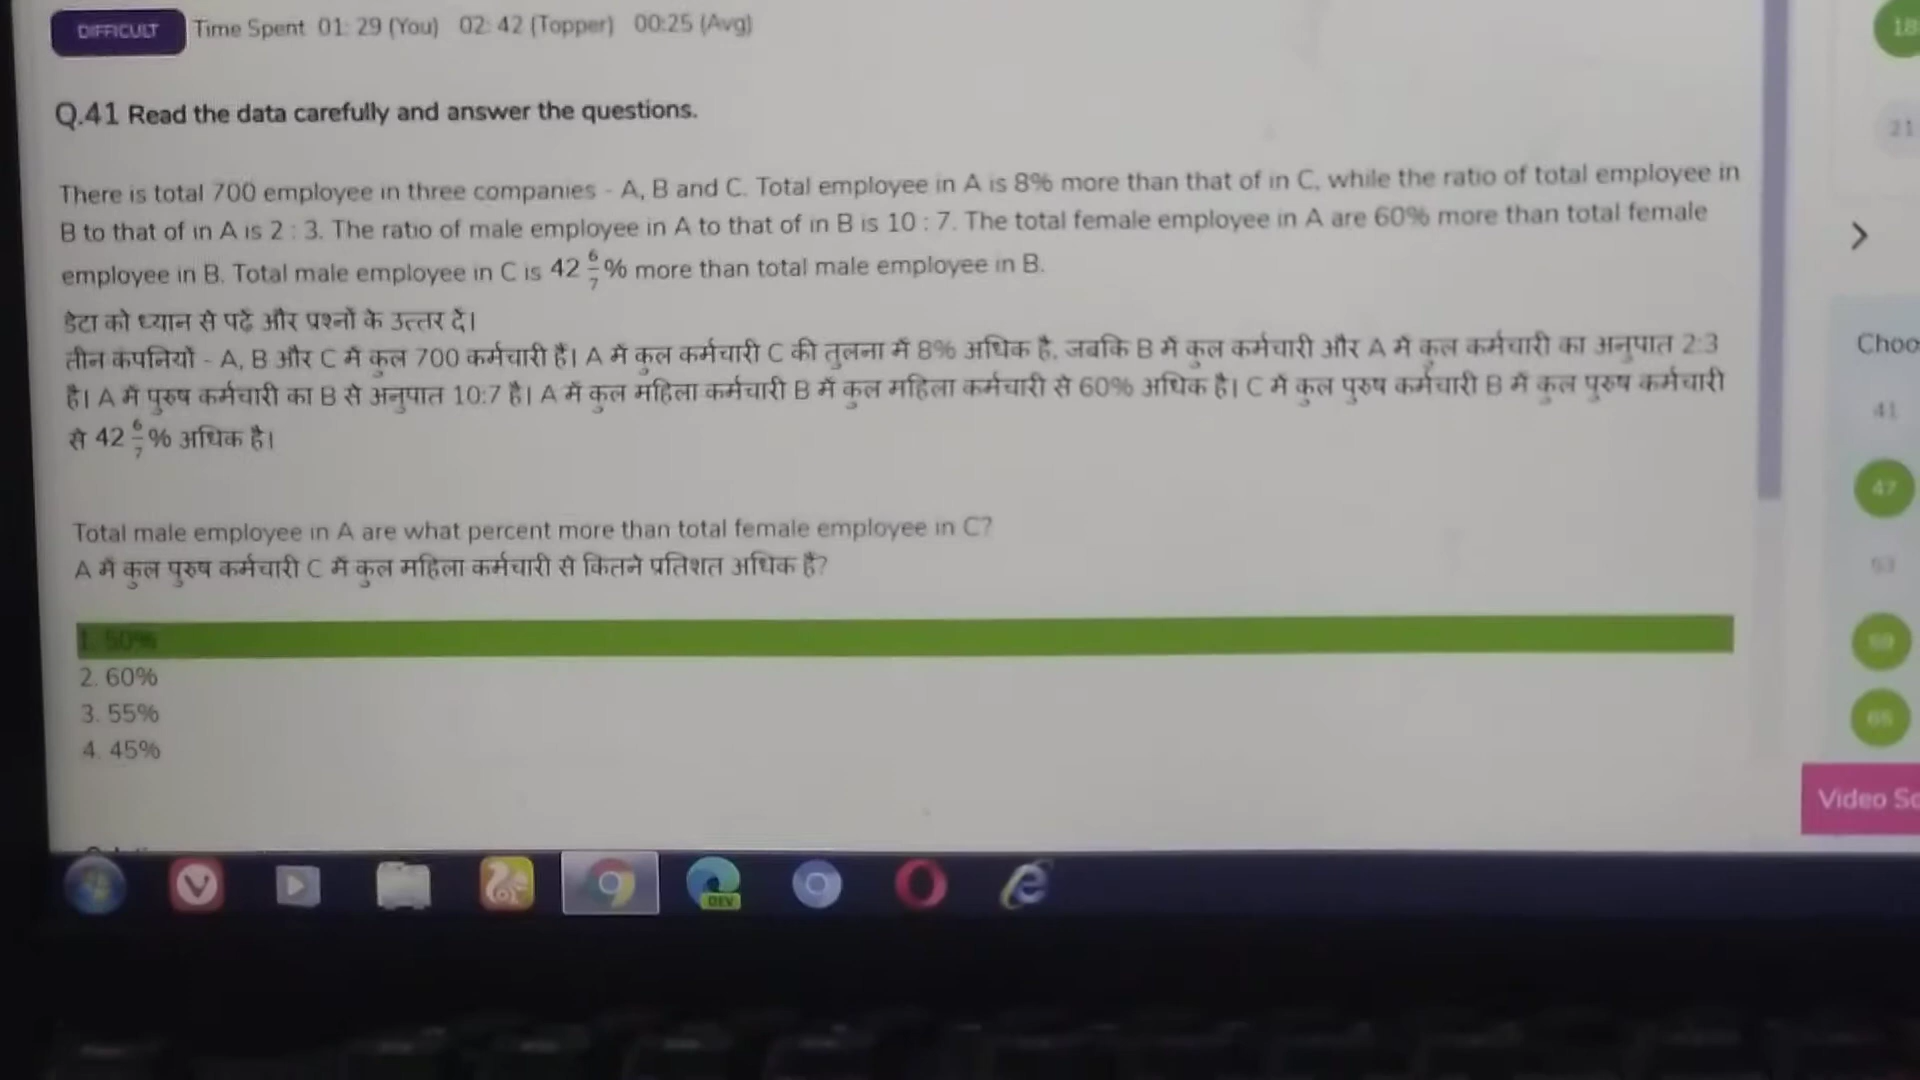 DIFFICULT Time Spent 01: 29 (You) 02: 42 (Topper) 00:25 (Avg)
18
Q.41 Read the data carefully and answer the questions.
21
There is total 700 employee in three companies - A, B and C. Total employee in A is 8% more than that of in C, while the ratio of total employee in
B to that of in A is 2 : 3. The ratio of male employee in A to that of in B is 10 : 7. The total female employee in A are 60% more than total female
employee in B. Total male employee in C is 42 6/7% more than total male employee in B.
डेटा को ध्यान से पढ़ें और प्रश्नों के उत्तर दें।
तीन कंपनियों - A, B और C में कुल 700 कर्मचारी हैं। A में कुल कर्मचारी C की तुलना में 8% अधिक है, जबकि B में कुल कर्मचारी और A में कुल कर्मचारी का अनुपात 2:3
है। A में पुरुष कर्मचारी का B से अनुपात 10:7 है। A में कुल महिला कर्मचारी B में कुल महिला कर्मचारी से 60% अधिक है। C में कुल पुरुष कर्मचारी B में कुल पुरुष कर्मचारी
से 42 6/7% अधिक है।
Choo
41
47
53
59
65
Total male employee in A are what percent more than total female employee in C?
A में कुल पुरुष कर्मचारी C में कुल महिला कर्मचारी से कितने प्रतिशत अधिक हैं?
1. 50%
2. 60%
3. 55%
4. 45%
Video So
DEV